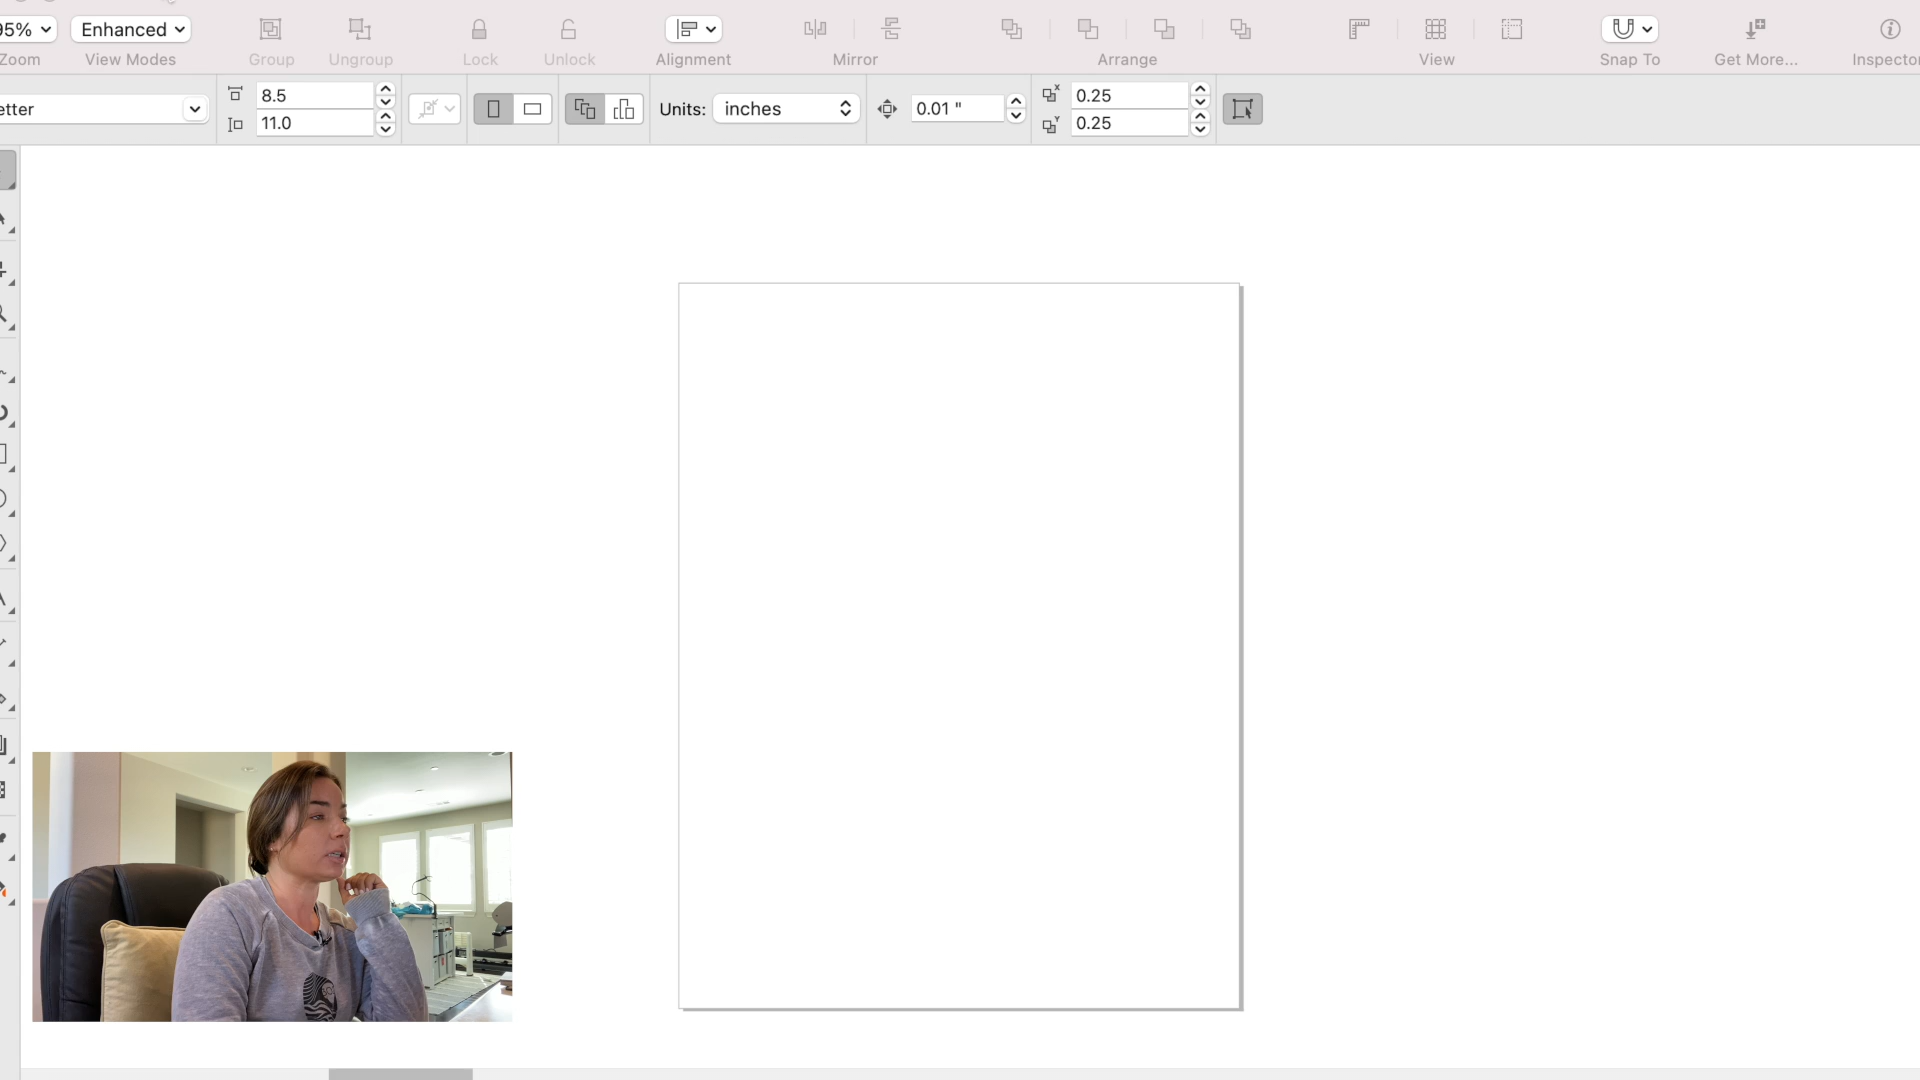 95% Enhanced
Zoom View Modes Group Ungroup Lock Unlock Alignment Mirror Arrange View Snap To Get More... Inspector
etter 8.5 Units: inches 0.01 " 0.25
11.0 0.25